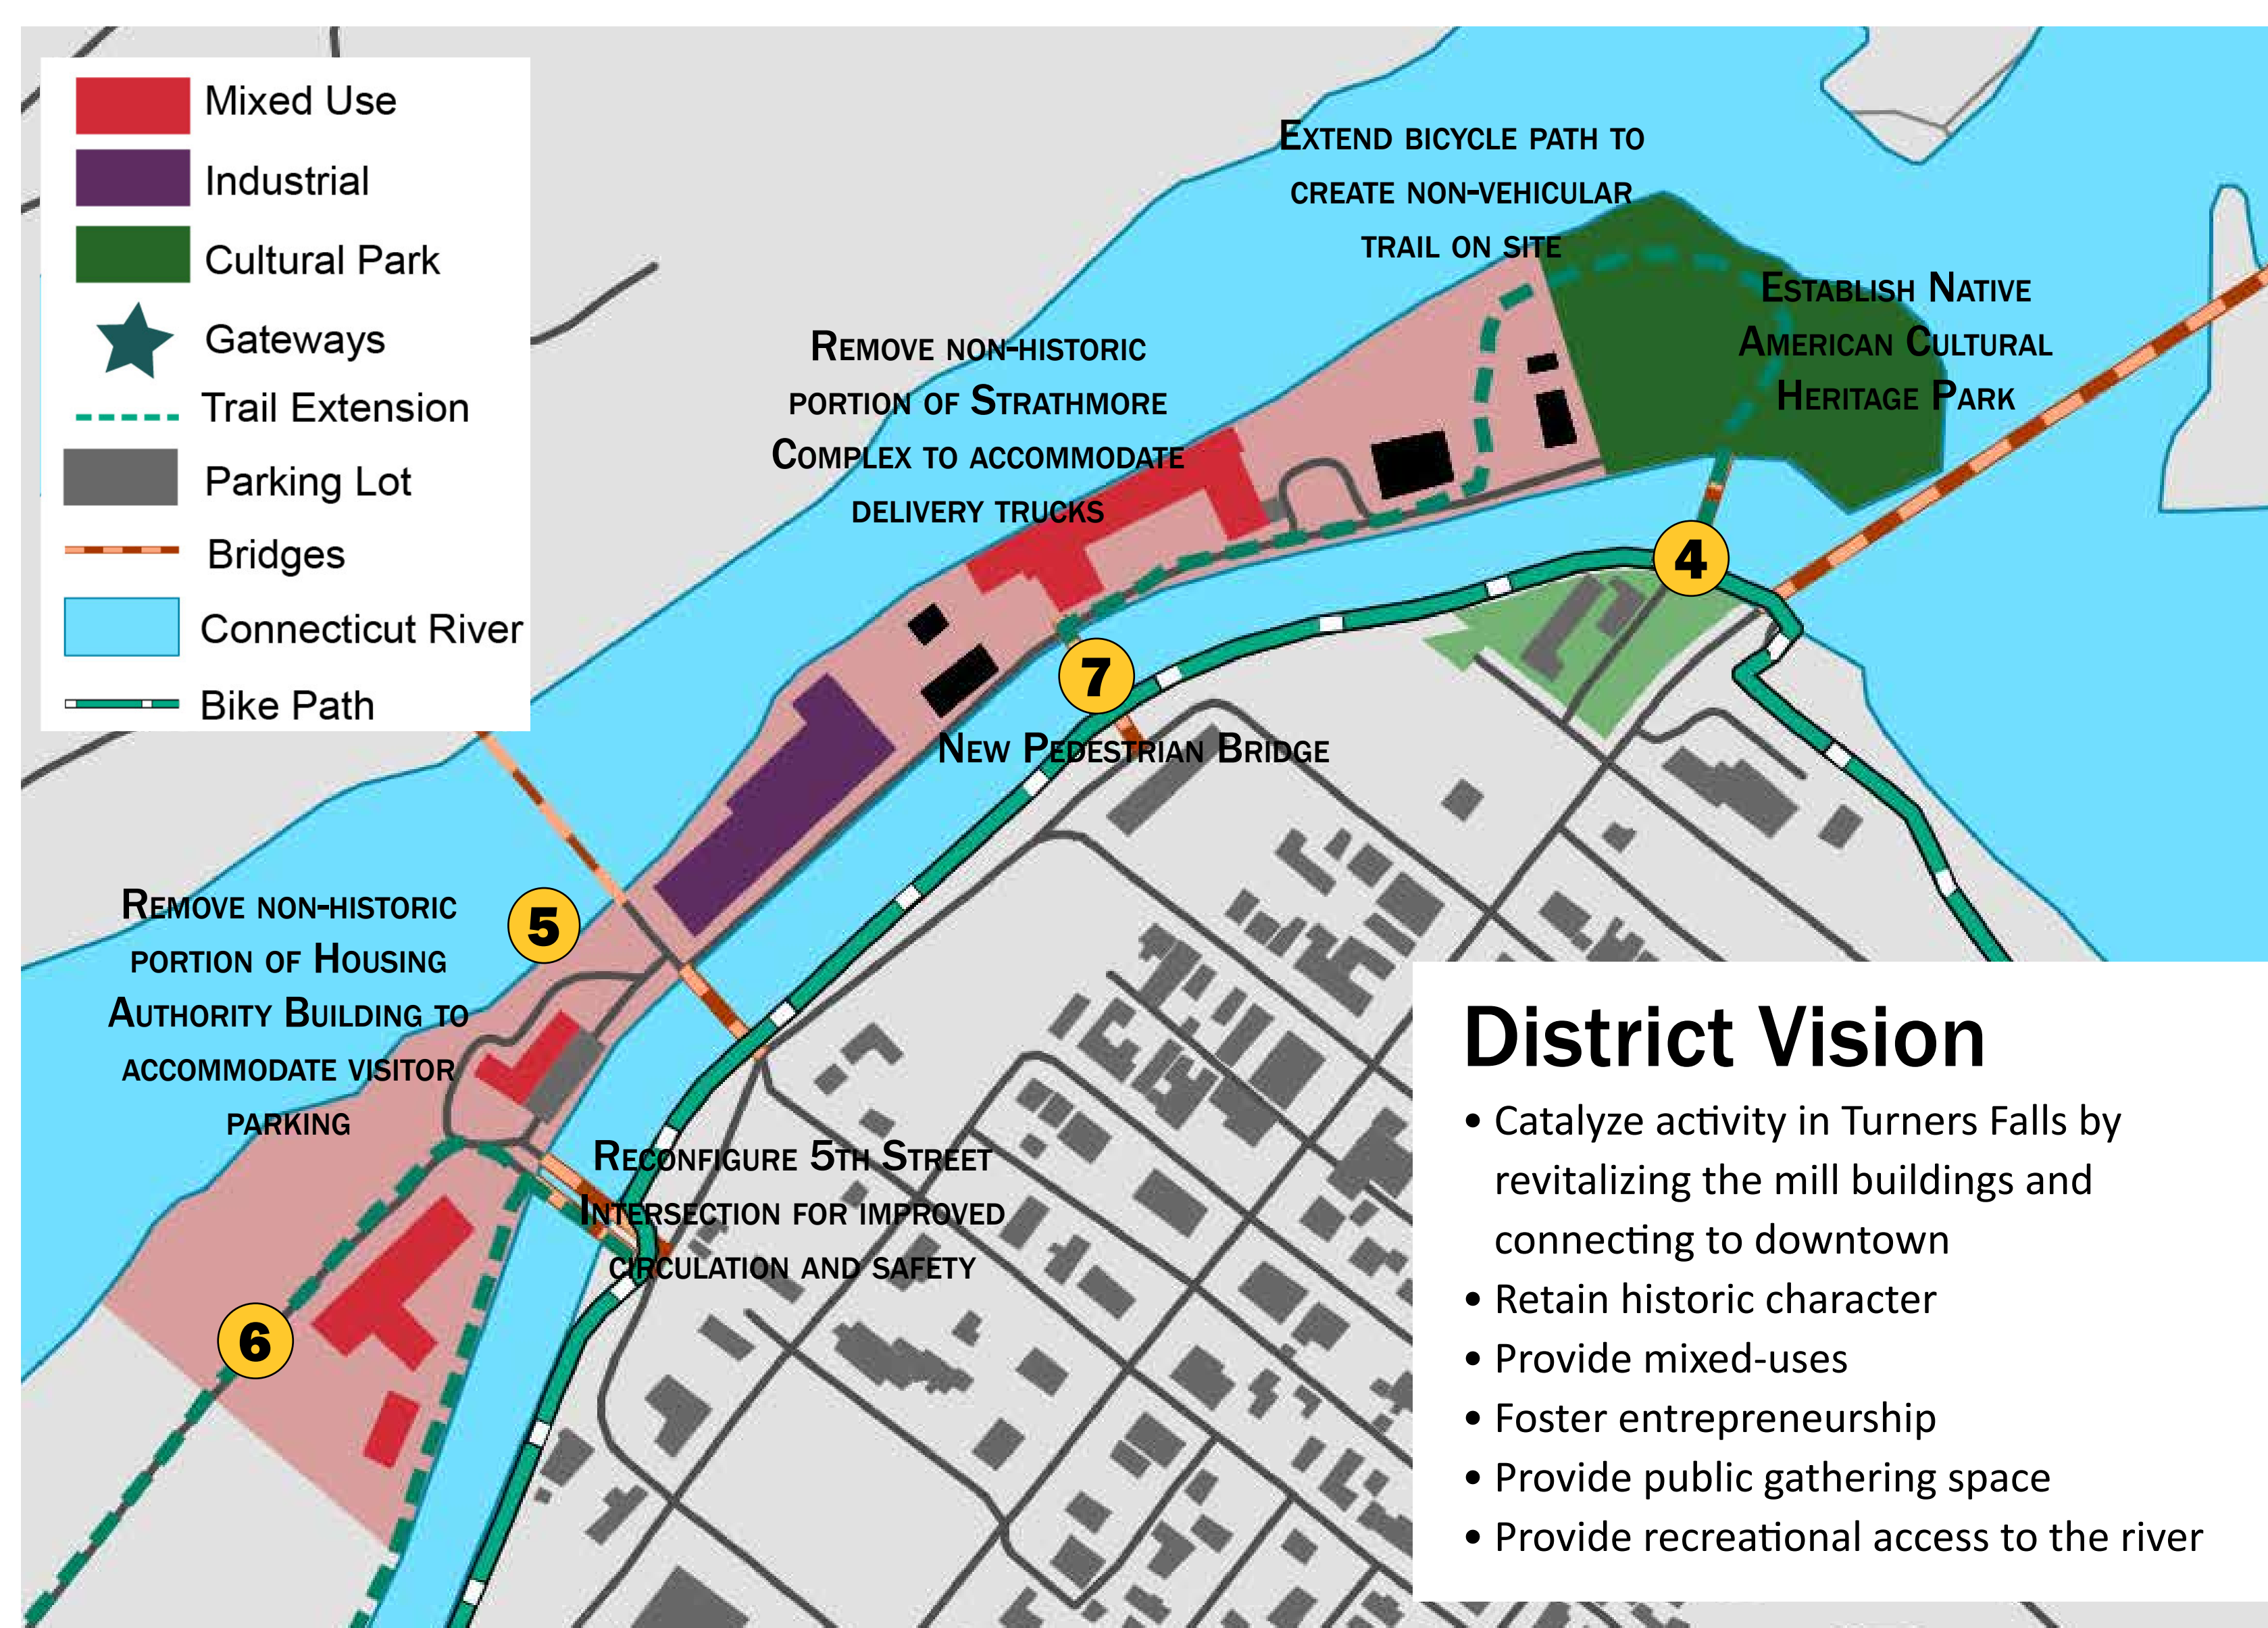 Mixed Use
Industrial
Cultural Park
Gateways
Trail Extension
Parking Lot
Bridges
Connecticut River
Bike Path
Extend bicycle path to
create non-vehicular
trail on site
Establish Native
American Cultural
Heritage Park
Remove non-historic
portion of Strathmore
Complex to accommodate
delivery trucks
4
7
New Pedestrian Bridge
5
Remove non-historic
portion of Housing
Authority Building to
accommodate visitor
parking
Reconfigure 5th Street
Intersection for improved
circulation and safety
6
District Vision
• Catalyze activity in Turners Falls by
revitalizing the mill buildings and
connecting to downtown
• Retain historic character
• Provide mixed-uses
• Foster entrepreneurship
• Provide public gathering space
• Provide recreational access to the river